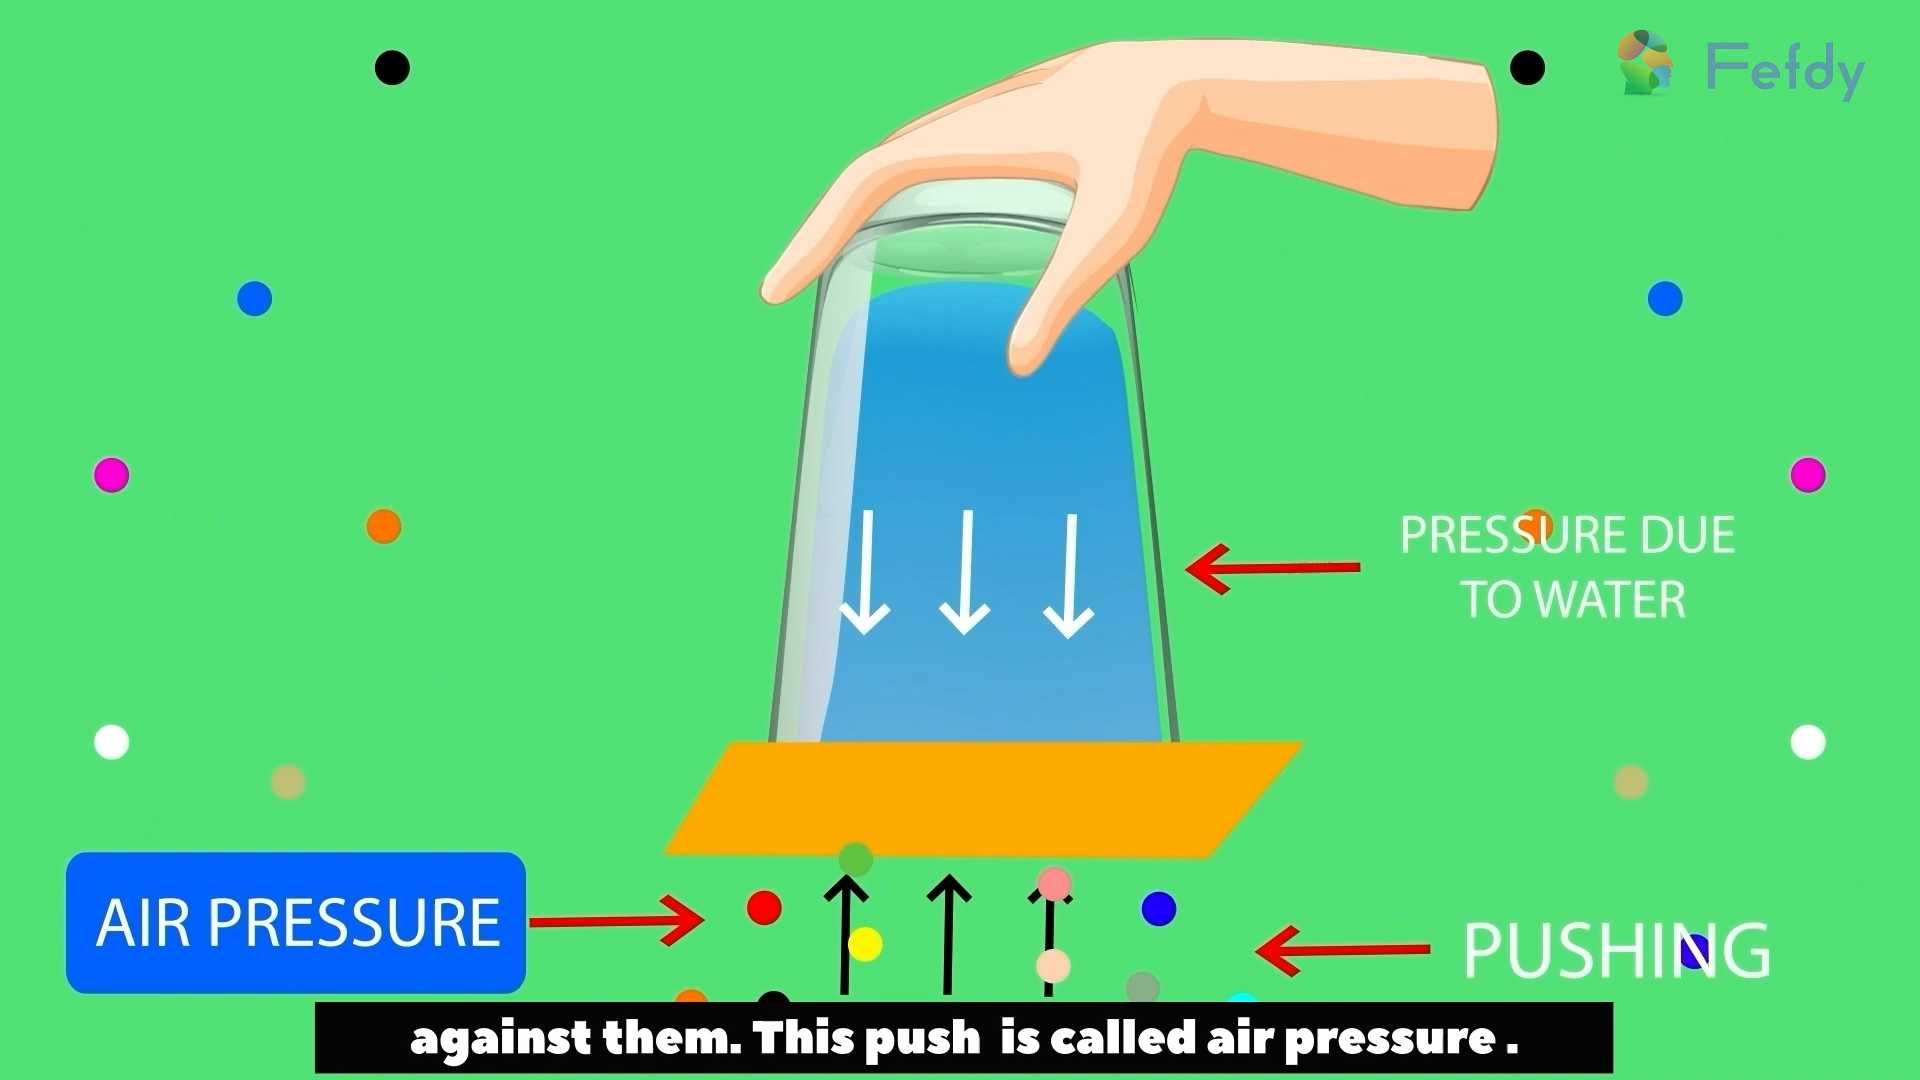 Fefdy
PRESSURE DUE
TO WATER
AIR PRESSURE
PUSHING
against them. This push is called air pressure .